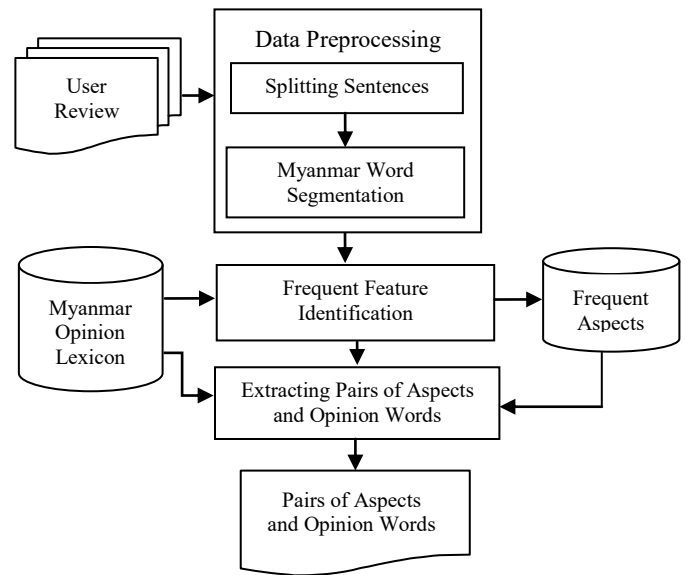 Data Preprocessing
User
Review
Splitting Sentences
Myanmar Word
Segmentation
Myanmar
Opinion
Lexicon
Frequent Feature
Identification
Frequent
Aspects
Extracting Pairs of Aspects
and Opinion Words
Pairs of Aspects
and Opinion Words